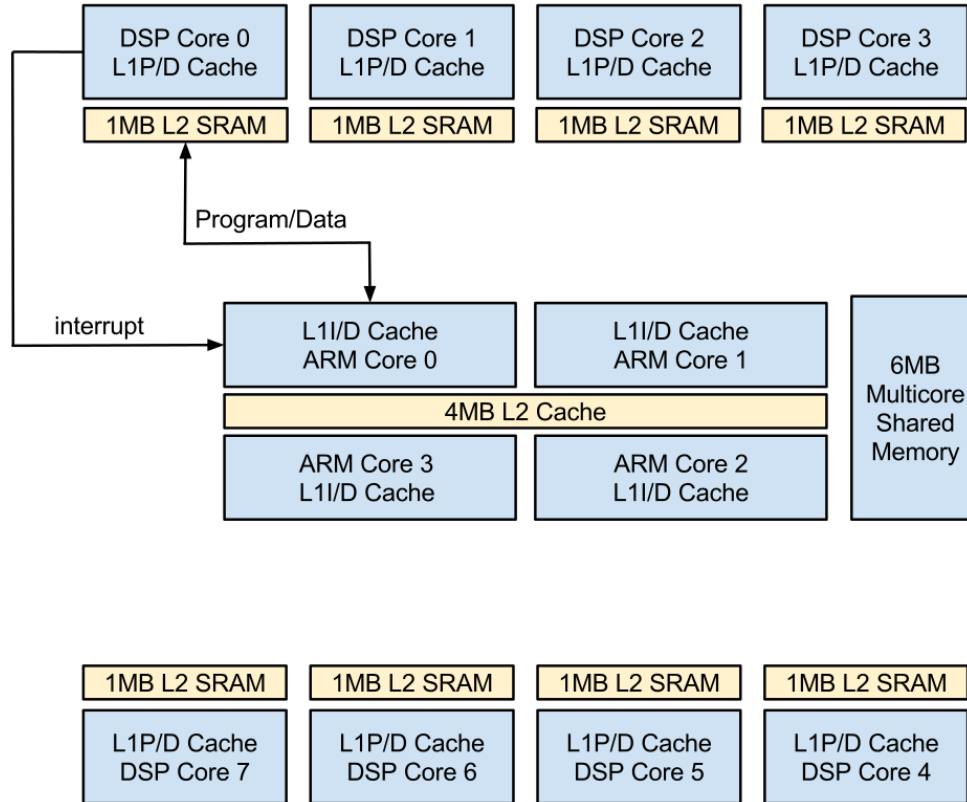 DSP Core 0
L1P/D Cache
DSP Core 1
L1P/D Cache
DSP Core 2
L1P/D Cache
DSP Core 3
L1P/D Cache
1MB L2 SRAM
1MB L2 SRAM
1MB L2 SRAM
1MB L2 SRAM
Program/Data
interrupt
L1I/D Cache
ARM Core 0
L1I/D Cache
ARM Core 1
6MB
Multicore
Shared
Memory
4MB L2 Cache
ARM Core 3
L1I/D Cache
ARM Core 2
L1I/D Cache
1MB L2 SRAM
1MB L2 SRAM
1MB L2 SRAM
1MB L2 SRAM
L1P/D Cache
DSP Core 7
L1P/D Cache
DSP Core 6
L1P/D Cache
DSP Core 5
L1P/D Cache
DSP Core 4